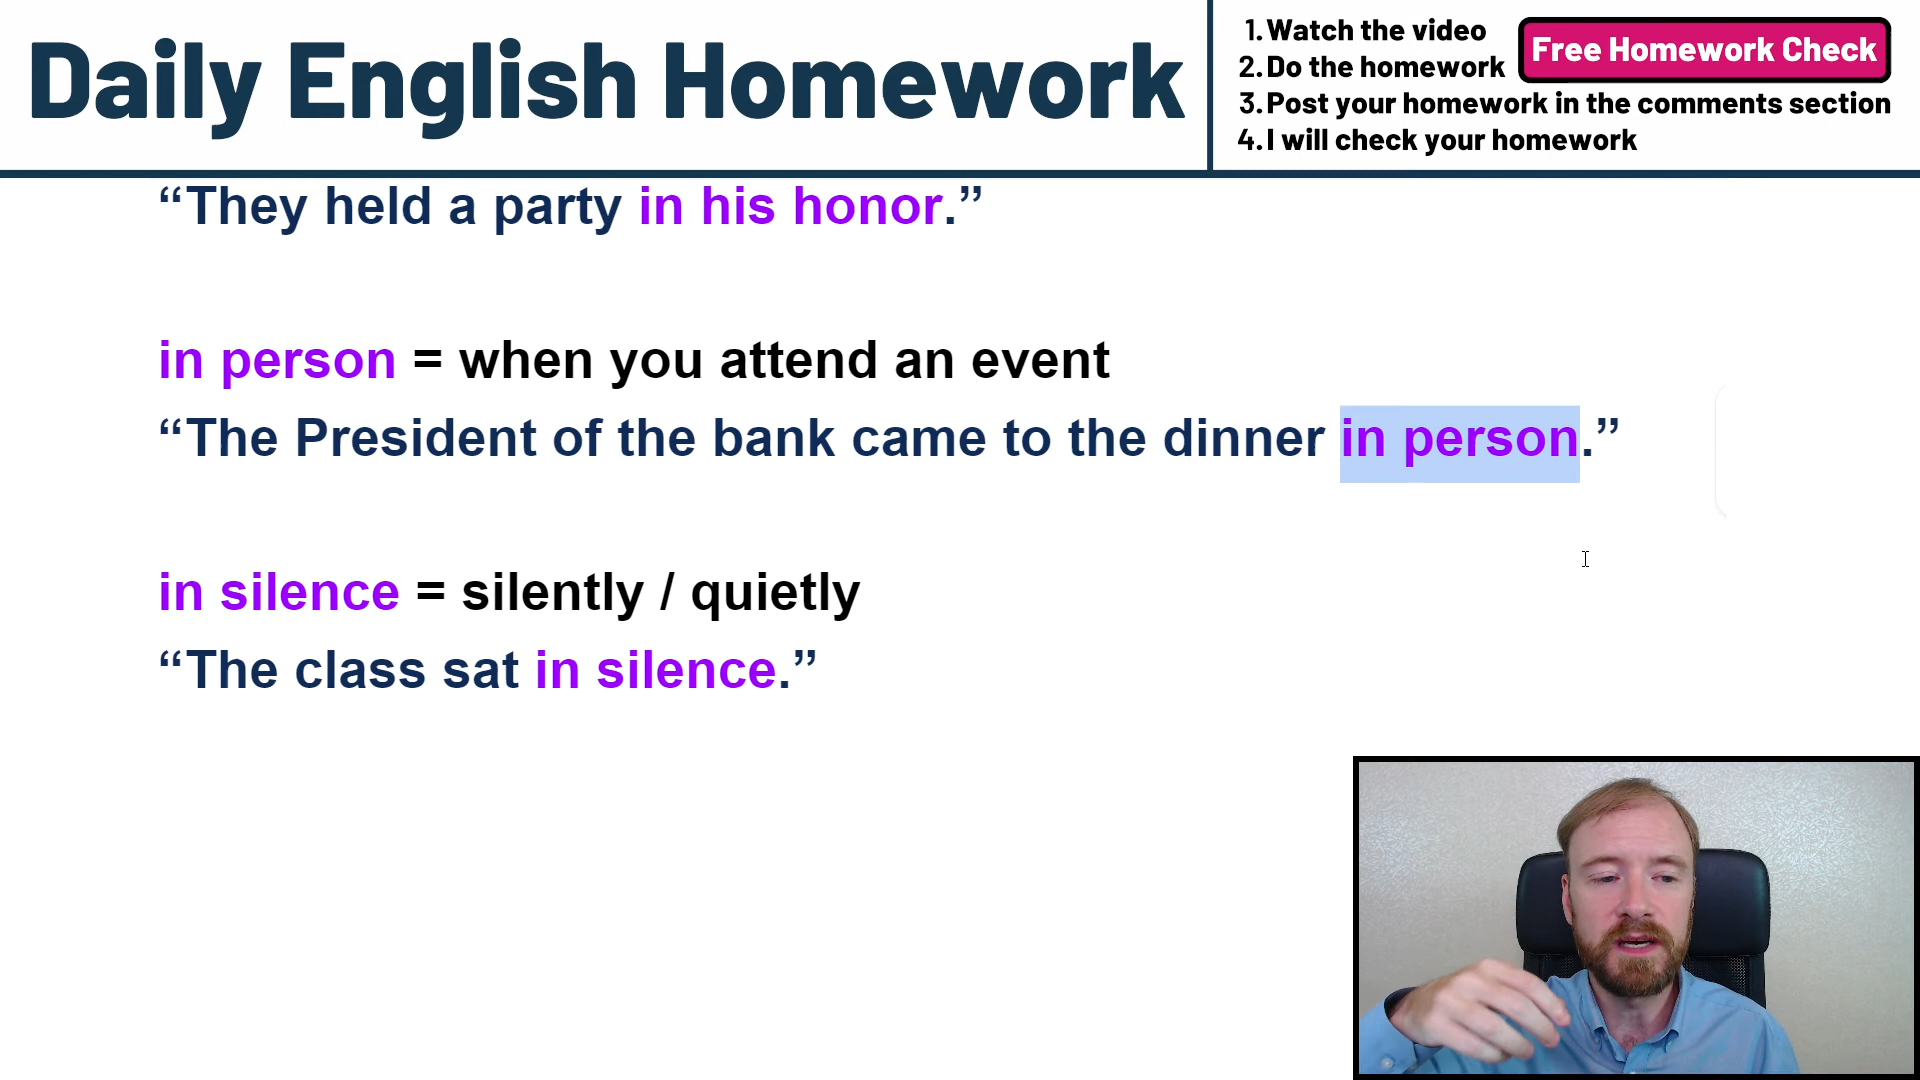 Daily English Homework
1. Watch the video
2. Do the homework
Free Homework Check
3. Post your homework in the comments section
4. I will check your homework
“They held a party in his honor.”
in person = when you attend an event
“The President of the bank came to the dinner in person.”
in silence = silently / quietly
“The class sat in silence.”